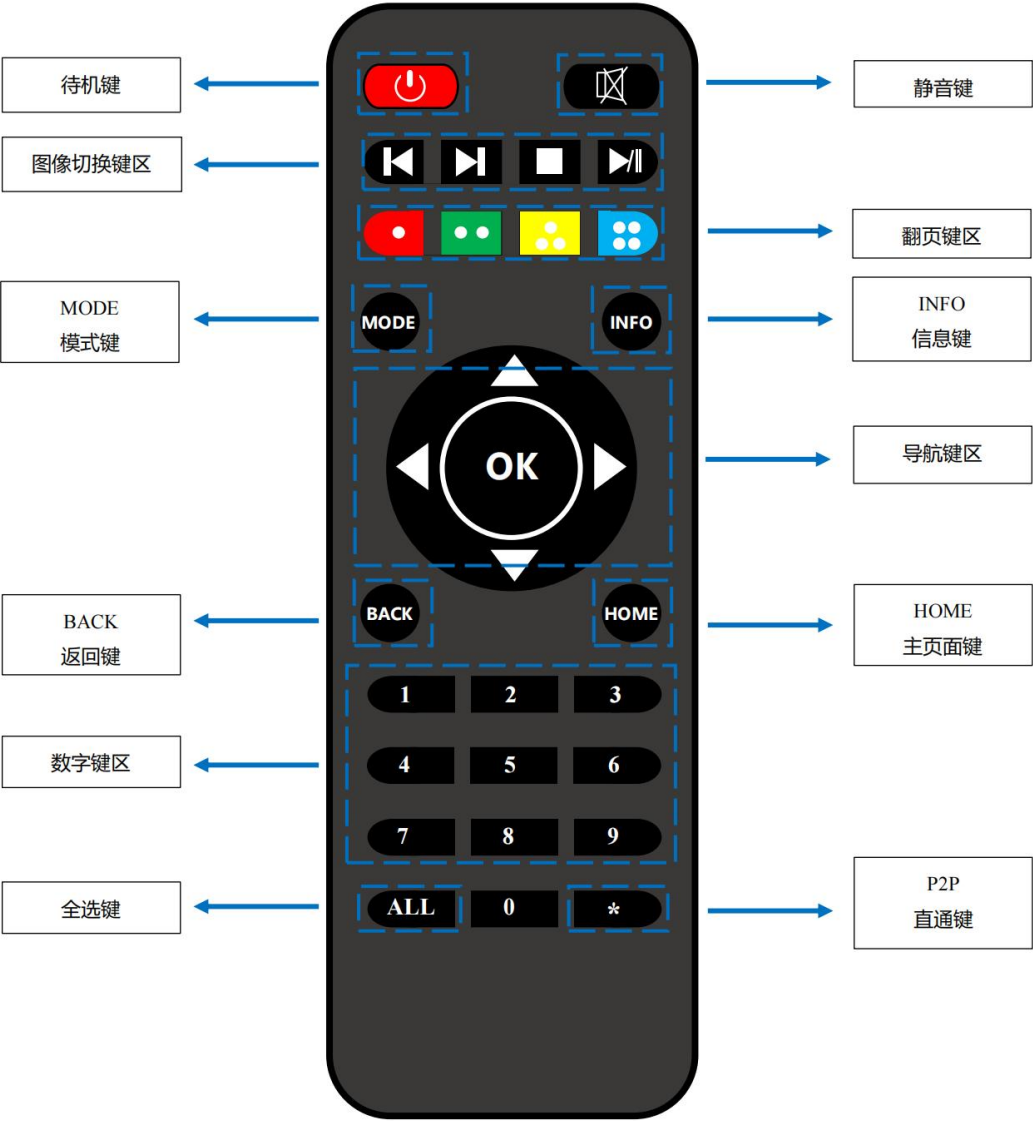 待机键
静音键
图像切换键区
翻页键区
MODE
模式键
MODE
INFO
INFO
信息键
OK
导航键区
BACK
返回键
BACK
HOME
HOME
主页面键
1 2 3
数字键区
4 5 6
7 8 9
全选键
ALL 0 *
P2P
直通键